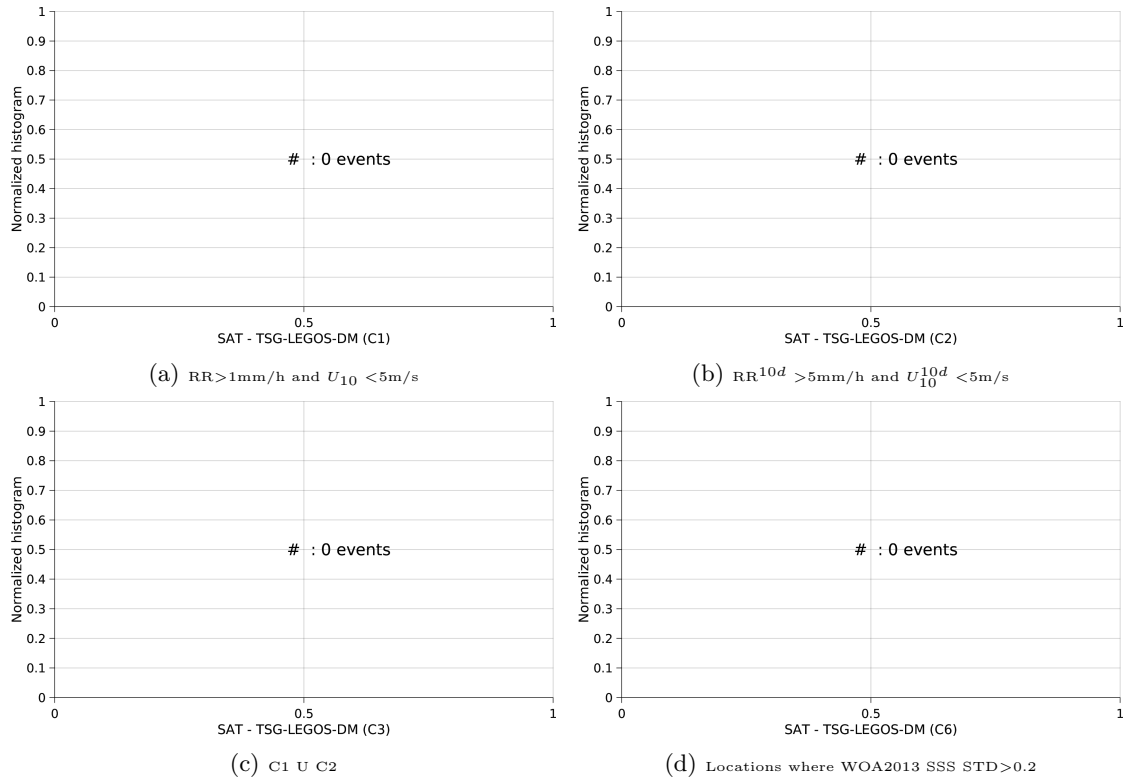 1
0.9
0.8
0.7
0.6
0.5
0.4
0.3
0.2
0.1
0
Normalized histogram
# : 0 events
0 0.5 1
SAT - TSG-LEGOS-DM (C1)
(a) RR>1mm/h and U10 <5m/s
1
0.9
0.8
0.7
0.6
0.5
0.4
0.3
0.2
0.1
0
Normalized histogram
# : 0 events
0 0.5 1
SAT - TSG-LEGOS-DM (C2)
(b) RR^10d >5mm/h and U_10^10d <5m/s
1
0.9
0.8
0.7
0.6
0.5
0.4
0.3
0.2
0.1
0
Normalized histogram
# : 0 events
0 0.5 1
SAT - TSG-LEGOS-DM (C3)
(c) C1 U C2
1
0.9
0.8
0.7
0.6
0.5
0.4
0.3
0.2
0.1
0
Normalized histogram
# : 0 events
0 0.5 1
SAT - TSG-LEGOS-DM (C6)
(d) Locations where WOA2013 SSS STD>0.2